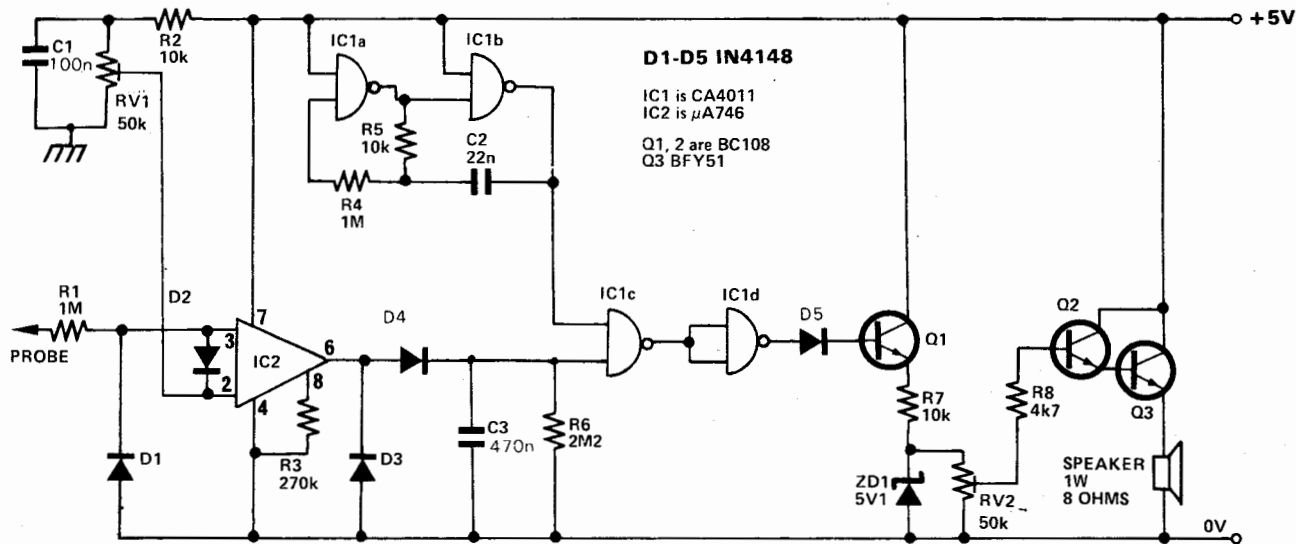 +5V
R2
10k
C1
100n
RV1
50k
IC1a
IC1b
D1-D5 IN4148
IC1 is CA4011
IC2 is µA746
Q1, 2 are BC108
Q3 BFY51
R5
10k
C2
22n
R4
1M
R1
1M
PROBE
D2
3
2
7
IC2
6
8
4
D4
IC1c
IC1d
D5
Q1
Q2
Q3
R7
10k
R8
4k7
D1
R3
270k
D3
C3
470n
R6
2M2
ZD1
5V1
RV2
50k
SPEAKER
1W
8 OHMS
0V